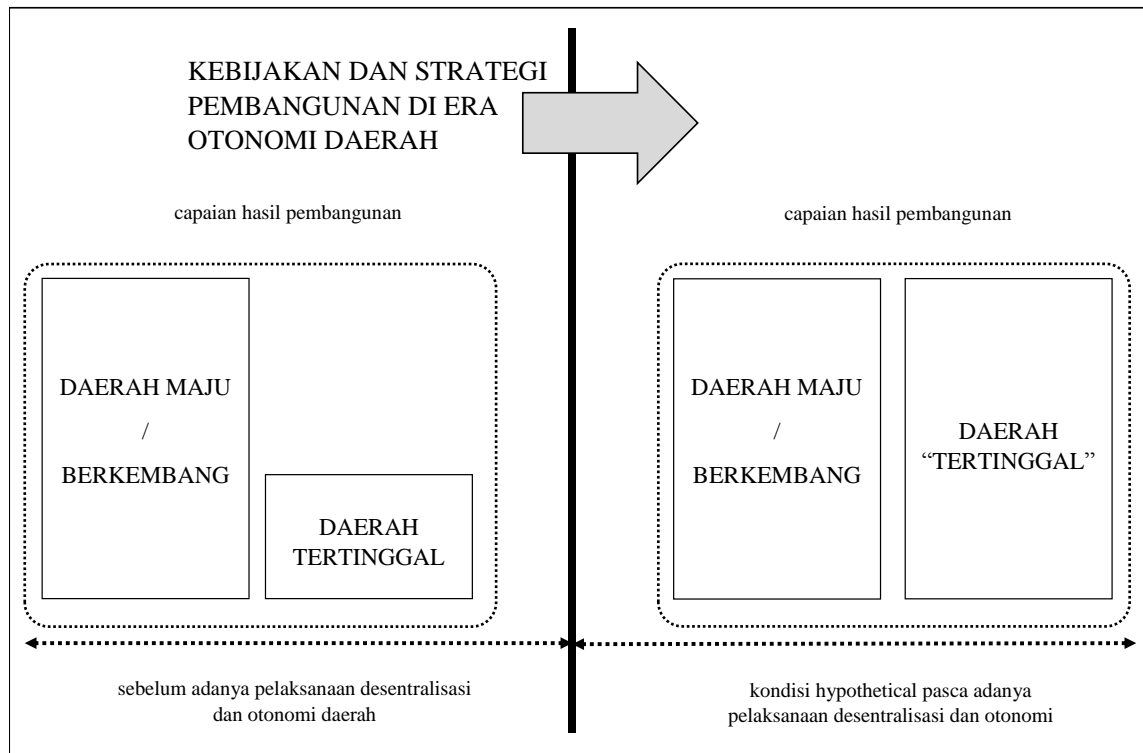 KEBIJAKAN DAN STRATEGI
PEMBANGUNAN DI ERA
OTONOMI DAERAH
capaian hasil pembangunan
DAERAH MAJU
/
BERKEMBANG
DAERAH
TERTINGGAL
sebelum adanya pelaksanaan desentralisasi
dan otonomi daerah
capaian hasil pembangunan
DAERAH MAJU
/
BERKEMBANG
DAERAH
“TERTINGGAL”
kondisi hypothetical pasca adanya
pelaksanaan desentralisasi dan otonomi